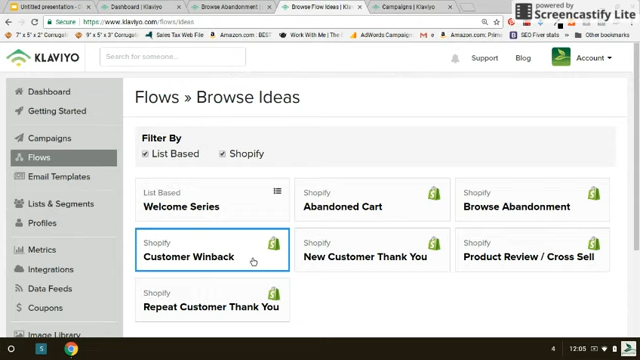 Ultimate presentation -
Dashboard | Klaviyo
Browse Abandonment
Browse Flow Ideas | Kla
Campaigns | Klaviyo
powered by
Screencastify Lite
https://www.klaviyo.com/flows/ideas
7" x 5" x 2" Corrugat
9" x 5" x 3" Corrugat
Sales Tax Web File
Amazon.com: BEST
Work With Me | The C
AdWords Campaign
Amazon.com: Prime
SEO Fiver stats
Other bookmarks
KLAVIYO
Search for someone...
Support
Blog
Account
Dashboard
Getting Started
Campaigns
Flows
Email Templates
Lists & Segments
Profiles
Metrics
Integrations
Data Feeds
Coupons
Image Library
Flows » Browse Ideas
Filter By
List Based
Shopify
List Based
Welcome Series
Shopify
Abandoned Cart
Shopify
Browse Abandonment
Shopify
Customer Winback
Shopify
New Customer Thank You
Shopify
Product Review / Cross Sell
Shopify
Repeat Customer Thank You
4
12:05